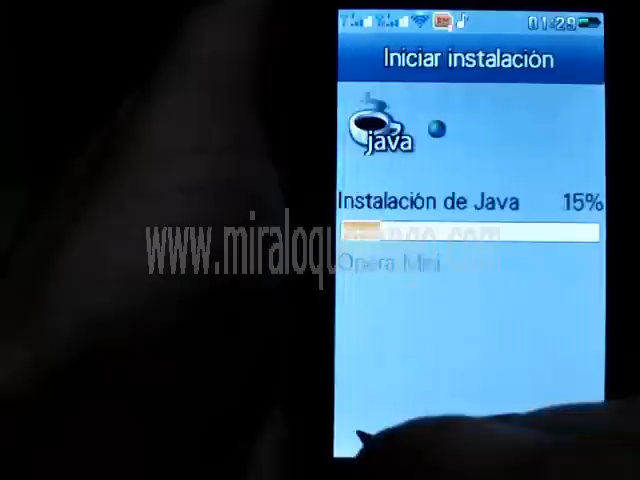 01:29
Iniciar instalación
java
Instalación de Java 15%
www.miraloquetengo.com
Opera Mini